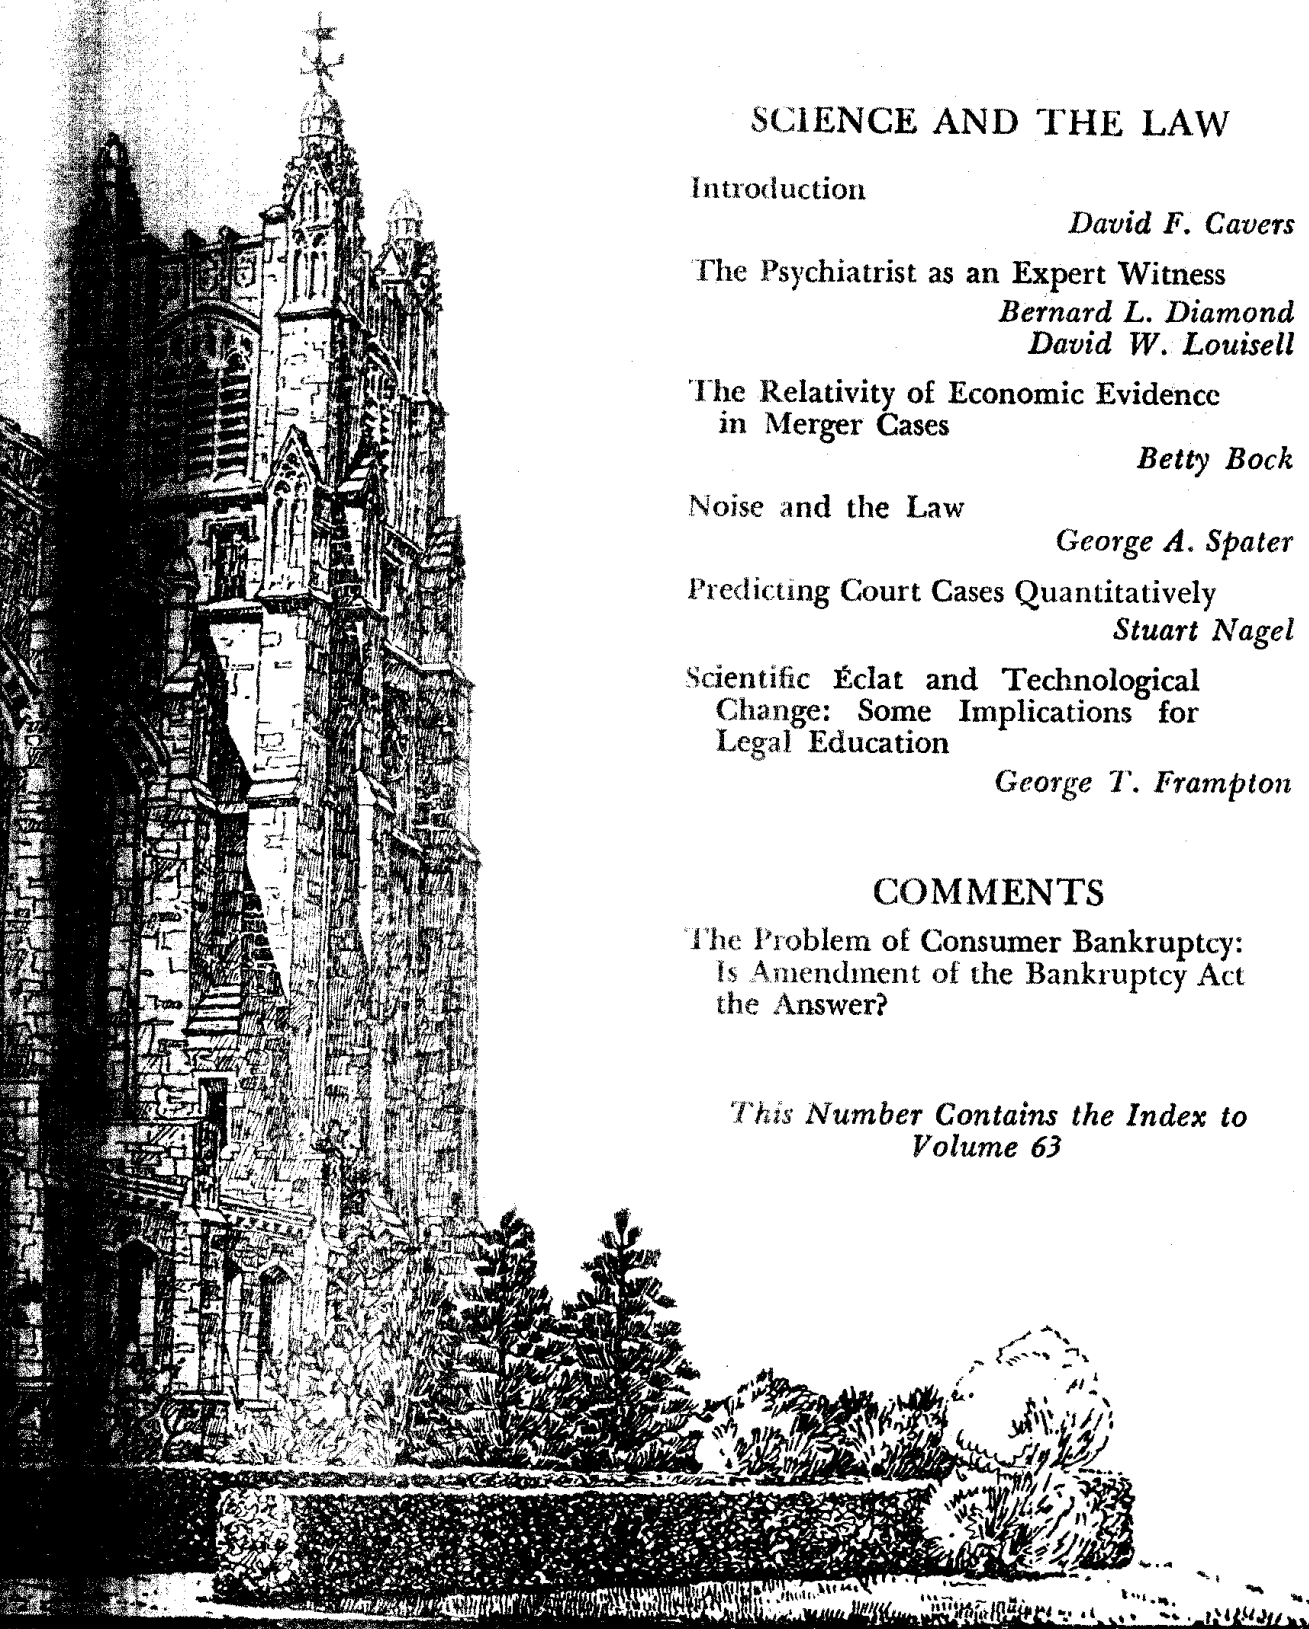 SCIENCE AND THE LAW
Introduction
David F. Cavers
The Psychiatrist as an Expert Witness
Bernard L. Diamond
David W. Louisell
The Relativity of Economic Evidence
in Merger Cases
Betty Bock
Noise and the Law
George A. Spater
Predicting Court Cases Quantitatively
Stuart Nagel
Scientific Éclat and Technological
Change: Some Implications for
Legal Education
George T. Frampton
COMMENTS
The Problem of Consumer Bankruptcy:
Is Amendment of the Bankruptcy Act
the Answer?
This Number Contains the Index to
Volume 63